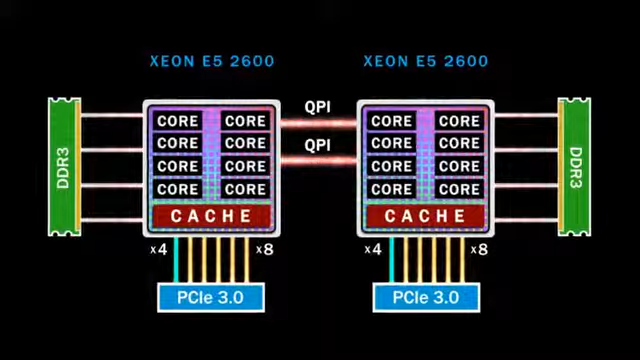 XEON E5 2600
XEON E5 2600
QPI
QPI
DDR3
CORE CORE
CORE CORE
CORE CORE
CORE CORE
CACHE
x4 x8
PCIe 3.0
CORE CORE
CORE CORE
CORE CORE
CORE CORE
CACHE
x4 x8
PCIe 3.0
DDR3